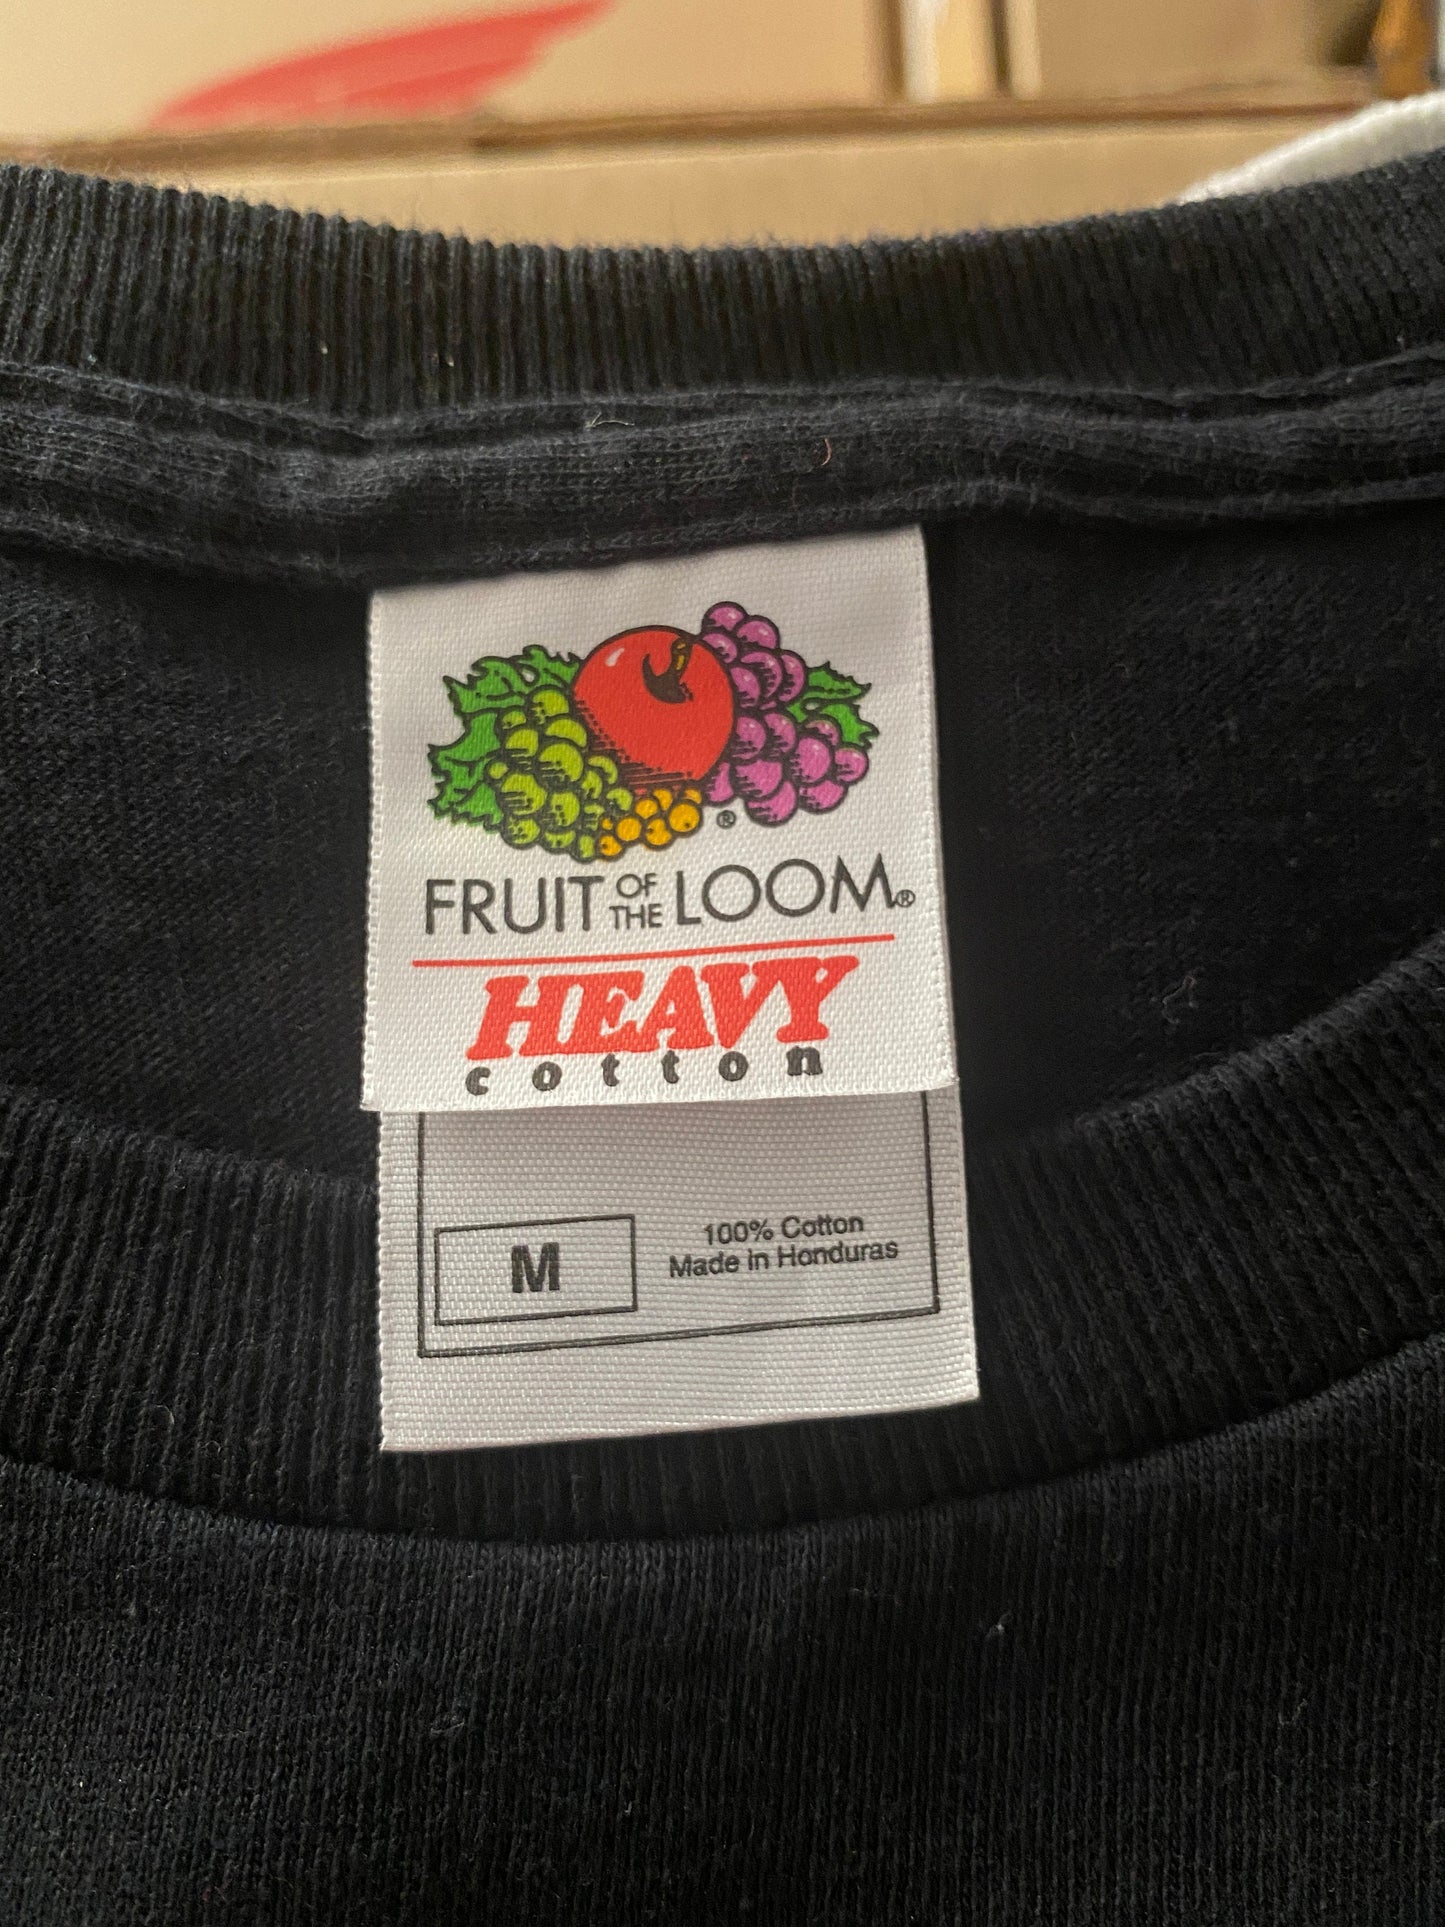 ®
FRUIT OF THE LOOM®
HEAVY
cotton
M
100% Cotton
Made in Honduras